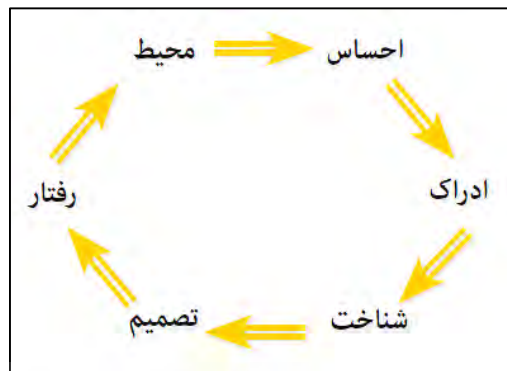 محیط
احساس
ادراک
شناخت
تصمیم
رفتار